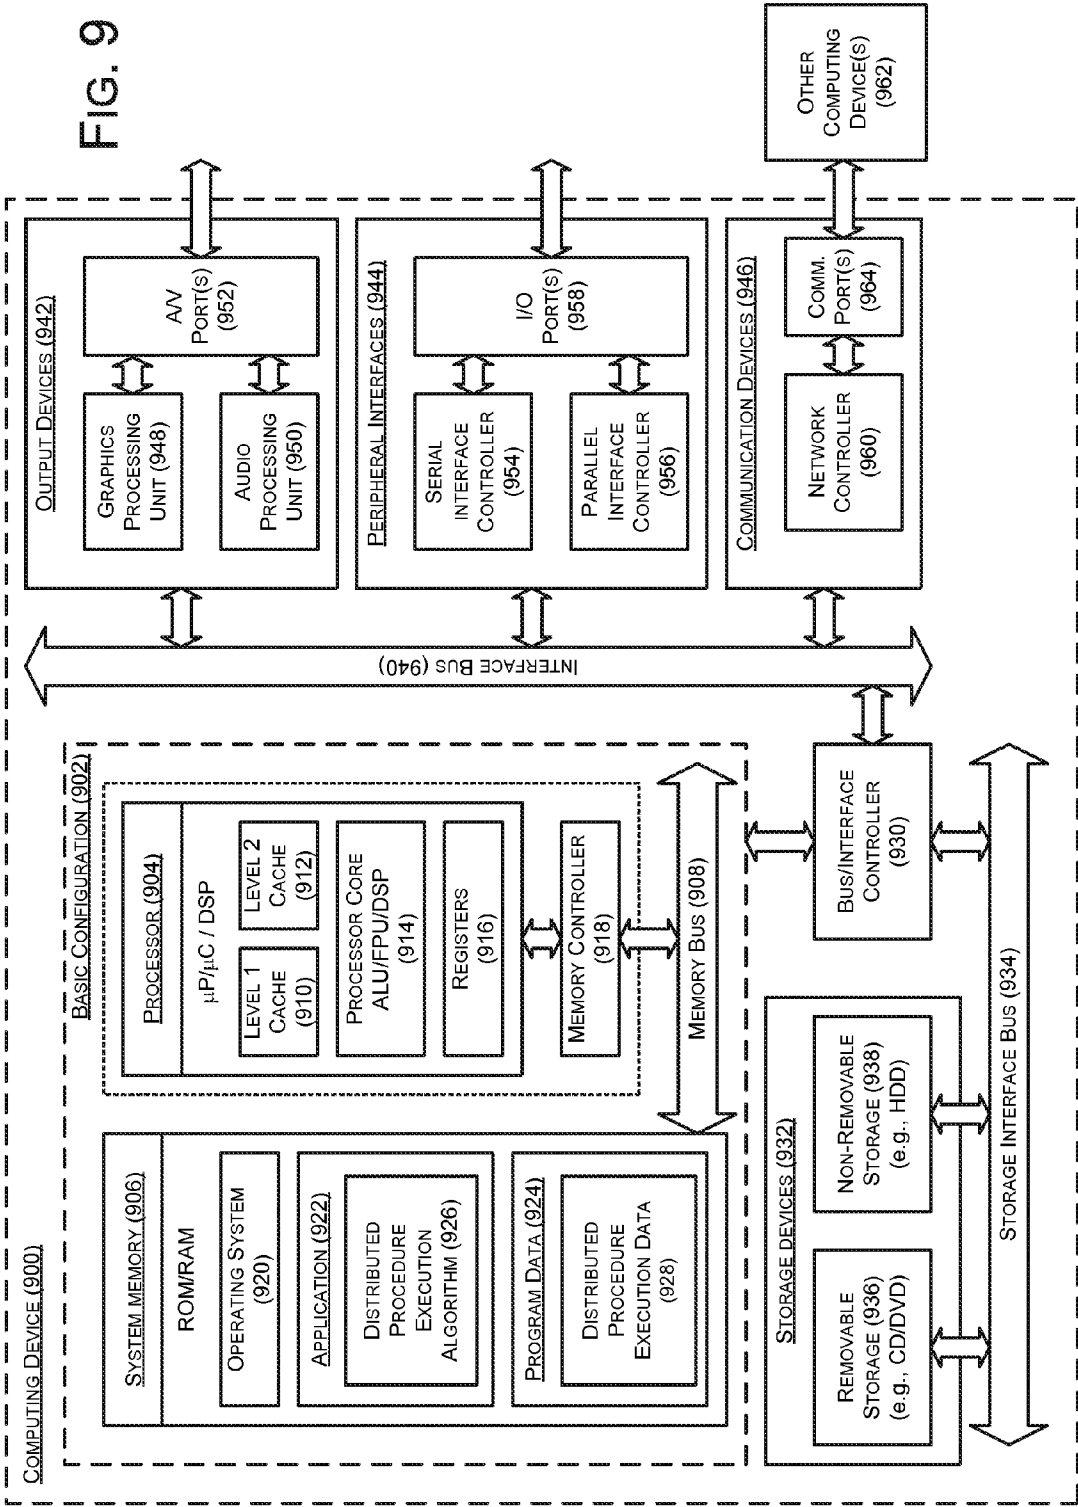 COMPUTING DEVICE (900)
BASIC CONFIGURATION (902)
SYSTEM MEMORY (906)
ROM/RAM
OPERATING SYSTEM
(920)
APPLICATION (922)
DISTRIBUTED
PROCEDURE
EXECUTION
ALGORITHM (926)
PROGRAM DATA (924)
DISTRIBUTED
PROCEDURE
EXECUTION DATA
(928)
PROCESSOR (904)
µP/µC / DSP
LEVEL 1
CACHE
(910)
LEVEL 2
CACHE
(912)
PROCESSOR CORE
ALU/FPU/DSP
(914)
REGISTERS
(916)
MEMORY CONTROLLER
(918)
MEMORY BUS (908)
STORAGE DEVICES (932)
REMOVABLE
STORAGE (936)
(e.g., CD/DVD)
NON-REMOVABLE
STORAGE (938)
(e.g., HDD)
BUS/INTERFACE
CONTROLLER
(930)
STORAGE INTERFACE BUS (934)
INTERFACE BUS (940)
OUTPUT DEVICES (942)
GRAPHICS
PROCESSING
UNIT (948)
AUDIO
PROCESSING
UNIT (950)
A/V
PORT(S)
(952)
PERIPHERAL INTERFACES (944)
SERIAL
INTERFACE
CONTROLLER
(954)
PARALLEL
INTERFACE
CONTROLLER
(956)
I/O
PORT(S)
(958)
COMMUNICATION DEVICES (946)
NETWORK
CONTROLLER
(960)
COMM.
PORT(S)
(964)
OTHER
COMPUTING
DEVICE(S)
(962)
FIG. 9